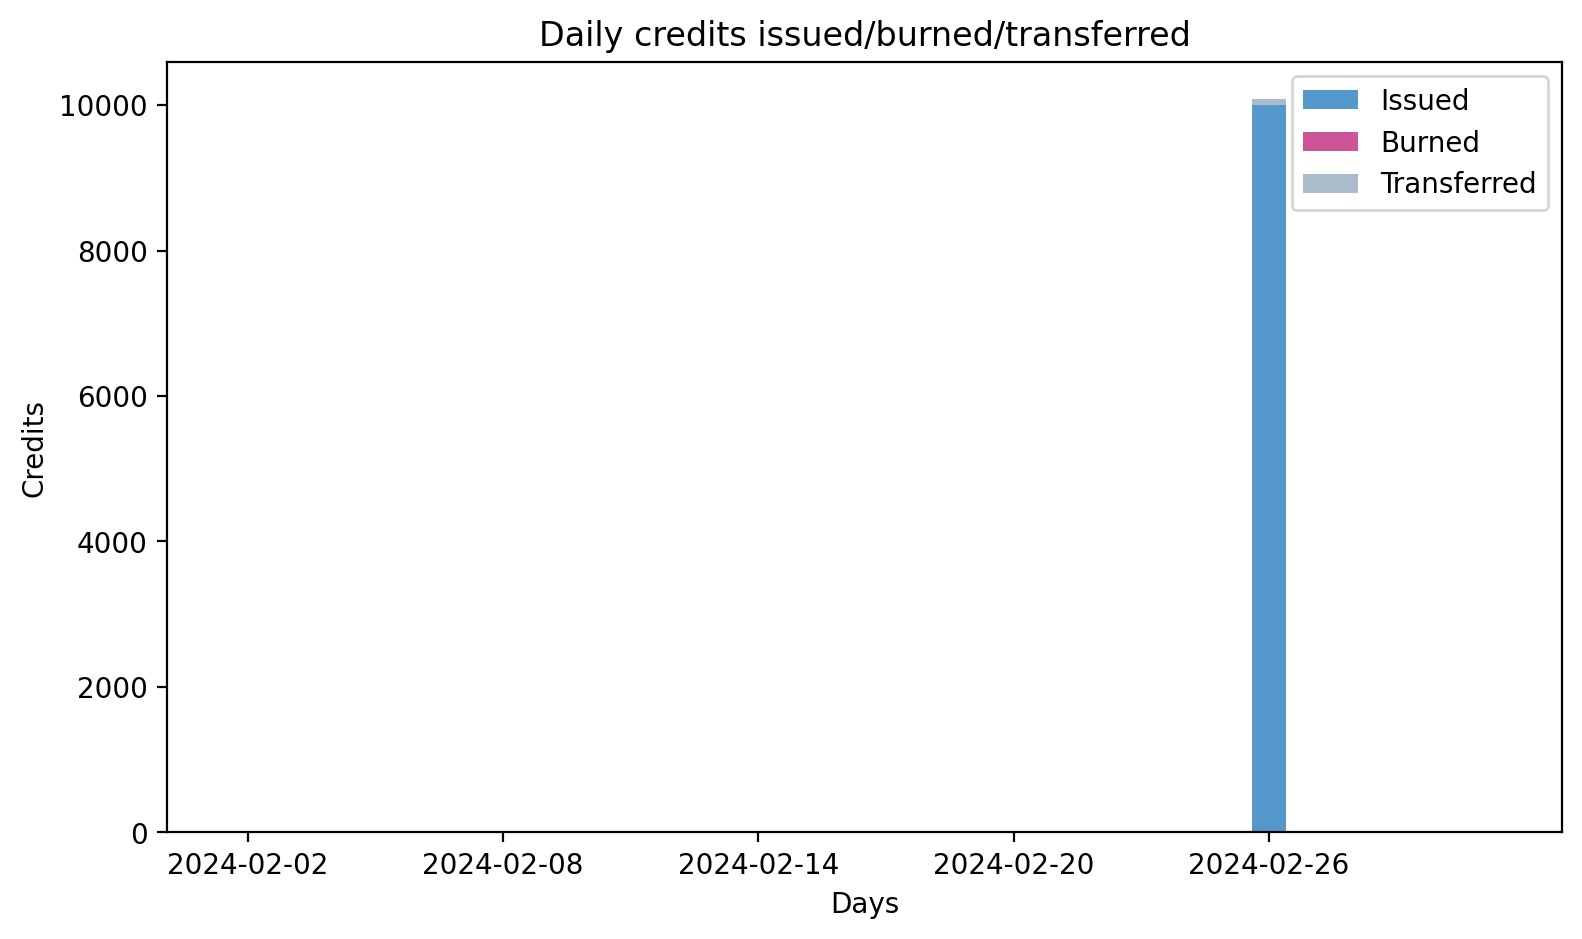 Daily credits issued/burned/transferred
10000
8000
6000
4000
2000
0
Credits
Issued
Burned
Transferred
2024-02-02
2024-02-08
2024-02-14
2024-02-20
2024-02-26
Days